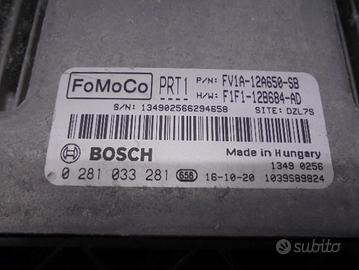 FoMoCo PRT1 P/N: FV1A-12A650-SB
H/W: F1F1-12B684-AD
S/N: 134902566294658 SITE: DZL7S
BOSCH Made in Hungary
1349 0256
0 281 033 281 658 16-10-20 1039S89824
subito